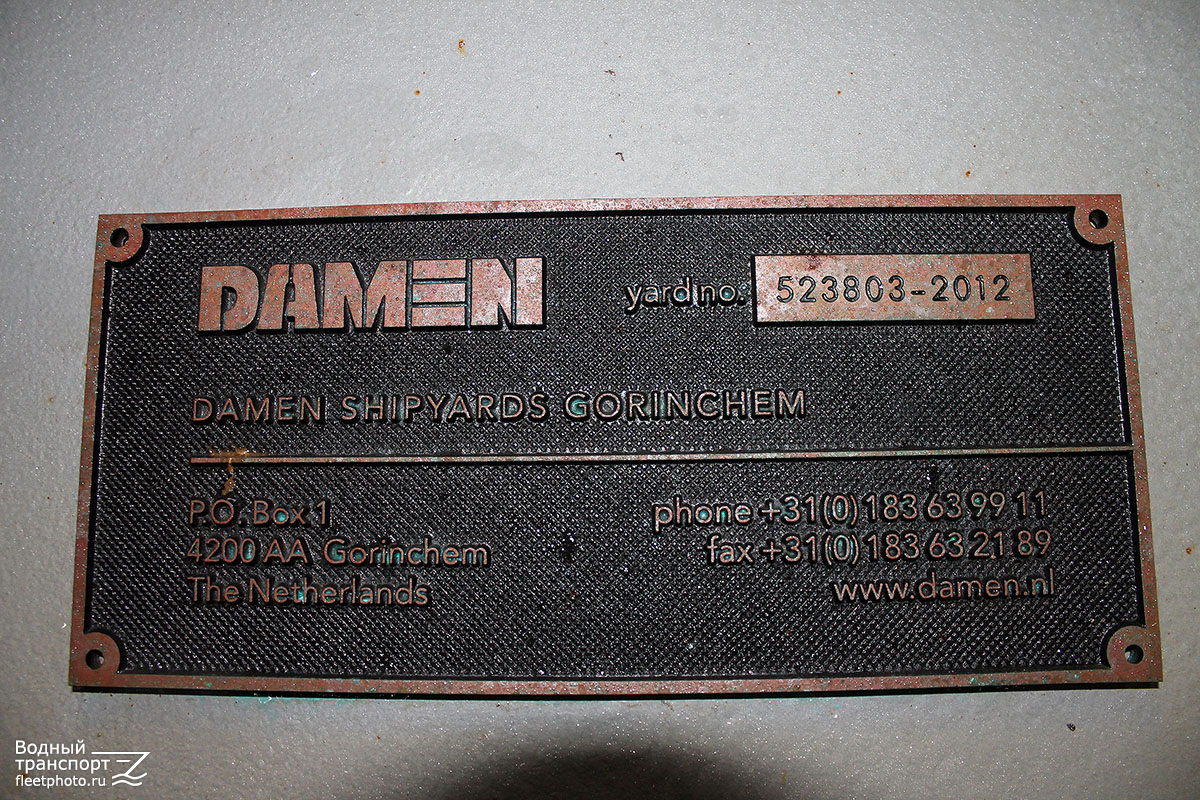 DAMEN
yard no. 523803-2012
DAMEN SHIPYARDS GORINCHEM
P.O. Box 1
4200 AA Gorinchem
The Netherlands
phone +31(0) 183 63 99 11
fax +31(0) 183 63 21 89
www.damen.nl
Водный
транспорт
fleetphoto.ru